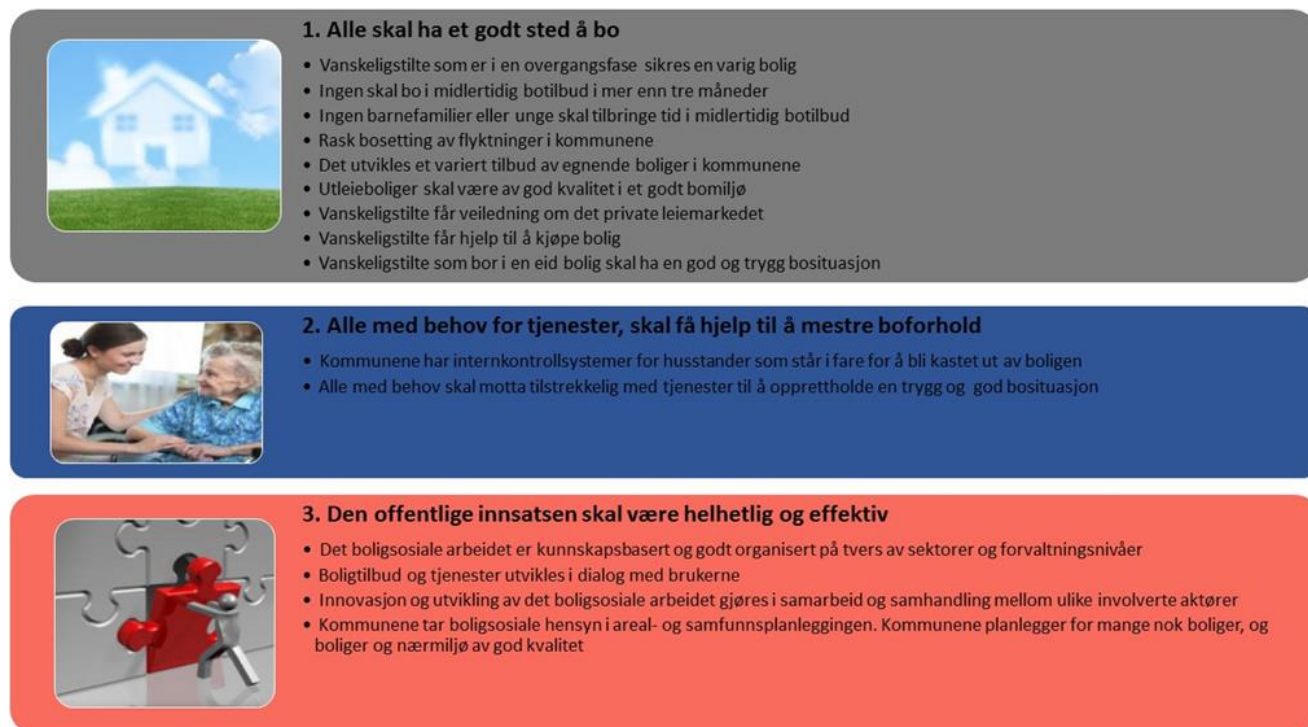 1. Alle skal ha et godt sted å bo
• Vanskeligstilte som er i en overgangsfase sikres en varig bolig
• Ingen skal bo i midlertidig botilbud i mer enn tre måneder
• Ingen barnefamilier eller unge skal tilbringe tid i midlertidig botilbud
• Rask bosetting av flyktninger i kommunene
• Det utvikles et variert tilbud av egnende boliger i kommunene
• Utleieboliger skal være av god kvalitet i et godt bomiljø
• Vanskeligstilte får veiledning om det private leiemarkedet
• Vanskeligstilte får hjelp til å kjøpe bolig
• Vanskeligstilte som bor i en eid bolig skal ha en god og trygg bosituasjon
2. Alle med behov for tjenester, skal få hjelp til å mestre boforhold
• Kommunene har internkontrollsystemer for husstander som står i fare for å bli kastet ut av boligen
• Alle med behov skal motta tilstrekkelig med tjenester til å opprettholde en trygg og god bosituasjon
3. Den offentlige innsatsen skal være helhetlig og effektiv
• Det boligsosiale arbeidet er kunnskapsbasert og godt organisert på tvers av sektorer og forvaltningsnivåer
• Boligtilbud og tjenester utvikles i dialog med brukerne
• Innovasjon og utvikling av det boligsosiale arbeidet gjøres i samarbeid og samhandling mellom ulike involverte aktører
• Kommunene tar boligsosiale hensyn i areal- og samfunnsplanleggingen. Kommunene planlegger for mange nok boliger, og
boliger og nærmiljø av god kvalitet